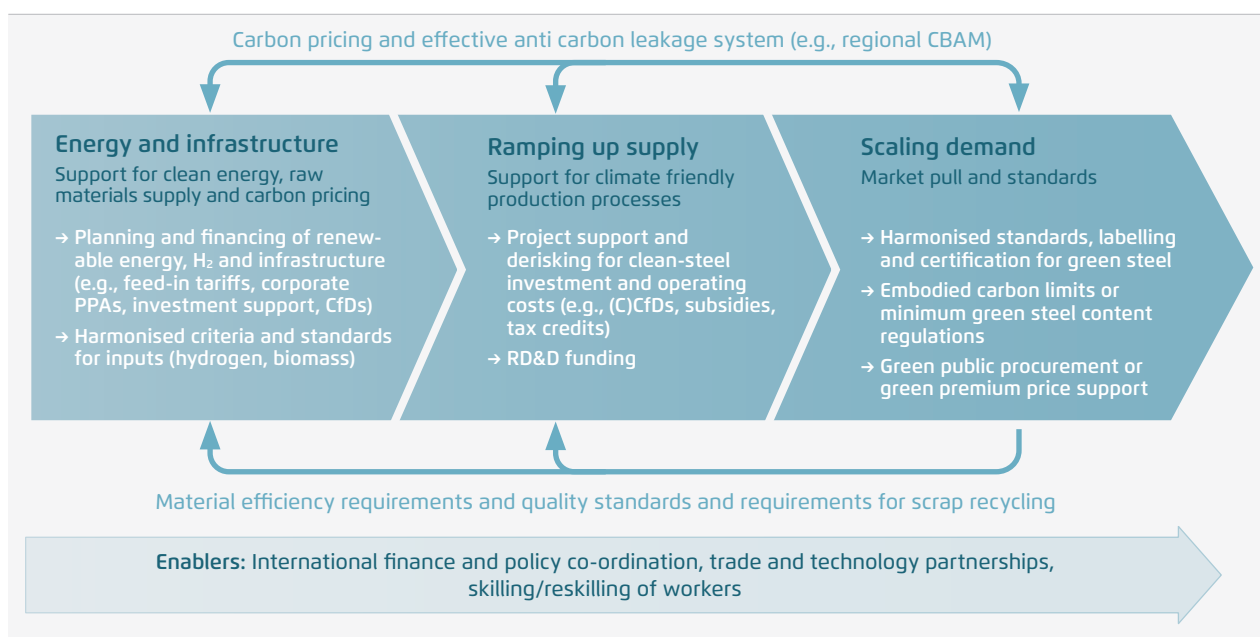 Carbon pricing and effective anti carbon leakage system (e.g., regional CBAM)
Energy and infrastructure
Support for clean energy, raw
materials supply and carbon pricing
→ Planning and financing of renew-
able energy, H₂ and infrastructure
(e.g., feed-in tariffs, corporate
PPAs, investment support, CfDs)
→ Harmonised criteria and standards
for inputs (hydrogen, biomass)
Ramping up supply
Support for climate friendly
production processes
→ Project support and
derisking for clean-steel
investment and operating
costs (e.g., (C)CfDs, subsidies,
tax credits)
→ RD&D funding
Scaling demand
Market pull and standards
→ Harmonised standards, labelling
and certification for green steel
→ Embodied carbon limits or
minimum green steel content
regulations
→ Green public procurement or
green premium price support
Material efficiency requirements and quality standards and requirements for scrap recycling
Enablers: International finance and policy co-ordination, trade and technology partnerships,
skilling/reskilling of workers